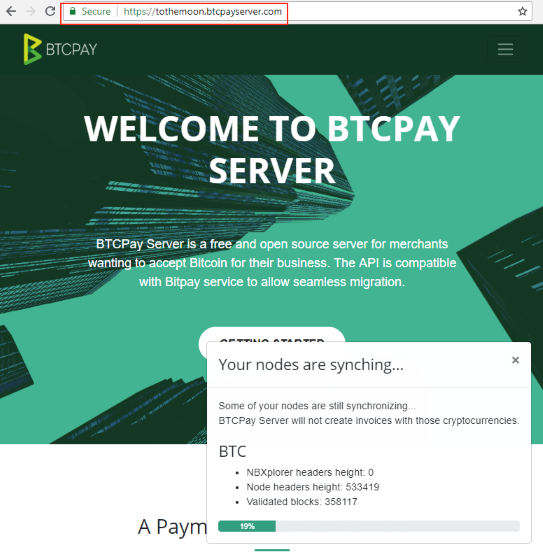 Secure https://tothemoon.btcpayserver.com
BTCPAY
WELCOME TO BTCPAY
SERVER
BTCPay Server is a free and open source server for merchants
wanting to accept Bitcoin for their business. The API is compatible
with Bitpay service to allow seamless migration.
GETTING STARTED
Your nodes are synching...
×
Some of your nodes are still synchronizing...
BTCPay Server will not create invoices with those cryptocurrencies.
BTC
• NBXplorer headers height: 0
• Node headers height: 533419
• Validated blocks: 358117
19%
A Paym